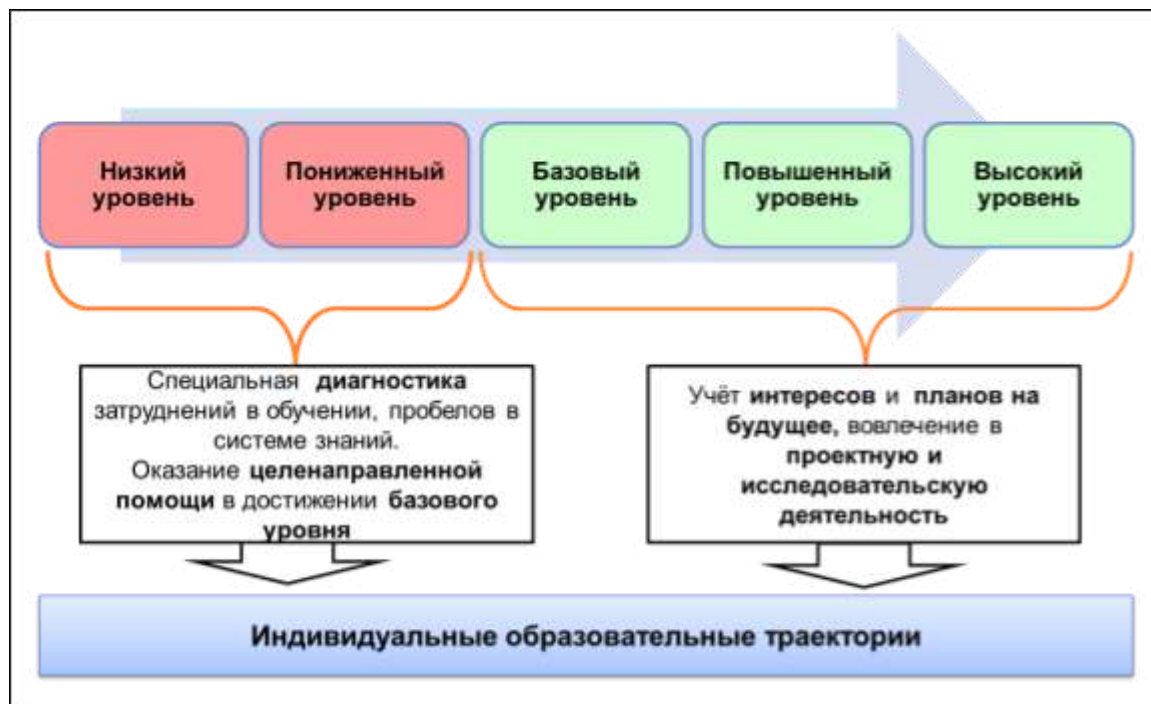 Низкий
уровень
Пониженный
уровень
Базовый
уровень
Повышенный
уровень
Высокий
уровень
Специальная диагностика
затруднений в обучении, пробелов в
системе знаний.
Оказание целенаправленной
помощи в достижении базового
уровня
Учёт интересов и планов на
будущее, вовлечение в
проектную и
исследовательскую
деятельность
Индивидуальные образовательные траектории